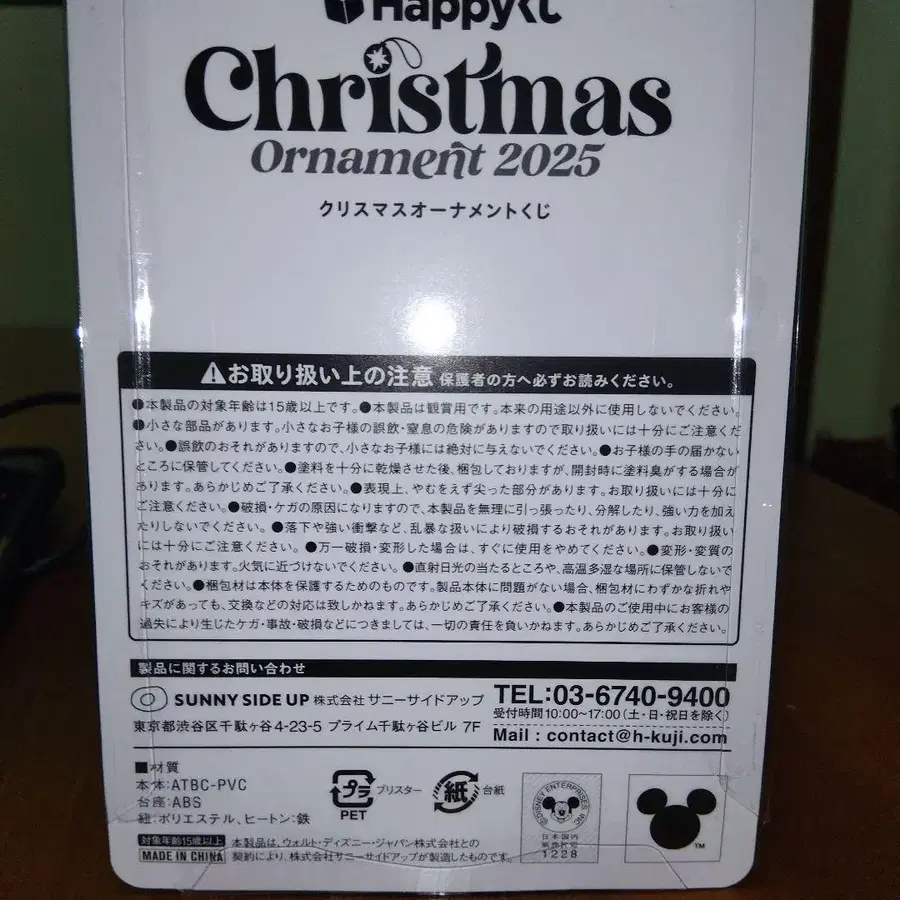 Happyくじ
Christmas
Ornament 2025
クリスマスオーナメントくじ
お取り扱い上の注意 保護者の方へ必ずお読みください。
●本製品の対象年齢は15歳以上です。●本製品は観賞用です。本来の用途以外に使用しないでください。
●小さな部品があります。小さなお子様の誤飲・窒息の危険がありますので取り扱いには十分にご注意くだ
さい。●誤飲のおそれがありますので、小さなお子様には絶対に与えないでください。●お子様の手の届かない
ところに保管してください。●塗料を十分に乾燥させた後、梱包しておりますが、開封時に塗料臭がする場合が
あります。あらかじめご了承ください。●表現上、やむをえず尖った部分があります。お取り扱いには十分に
ご注意ください。●破損・ケガの原因になりますので、本製品を無理に引っ張ったり、分解したり、強い力を加え
たりしないでください。●落下や強い衝撃など、乱暴な扱いにより破損するおそれがあります。お取り扱い
には十分にご注意ください。●万一破損・変形した場合は、すぐに使用をやめてください。●変形・変質の
おそれがあります。火気に近づけないでください。●直射日光の当たるところや、高温多湿な場所に保管しないで
ください。●梱包材は本体を保護するためのものです。製品本体に問題がない場合、梱包材にわずかな折れや
キズがあっても、交換などの対応は致しかねます。あらかじめご了承ください。●本製品のご使用中にお客様の
過失により生じたケガ・事故・破損などにつきましては、一切の責任を負いかねます。あらかじめご了承ください。
製品に関するお問い合わせ
SUNNY SIDE UP 株式会社 サニーサイドアップ
東京都渋谷区千駄ヶ谷4-23-5 プライム千駄ヶ谷ビル 7F
TEL:03-6740-9400
受付時間 10:00〜17:00（土・日・祝日を除く）
Mail : contact@h-kuji.com
■材質
本体:ATBC-PVC
台座:ABS
紐:ポリエステル、ヒートン:鉄
プラ
PET
ブリスター
紙
台紙
©DISNEY ENTERPRISES INC.
日本国内
1228
TM
対象年齢15歳以上
MADE IN CHINA
本製品は、ウォルト・ディズニー・ジャパン株式会社との
契約により、株式会社サニーサイドアップが製造したものです。